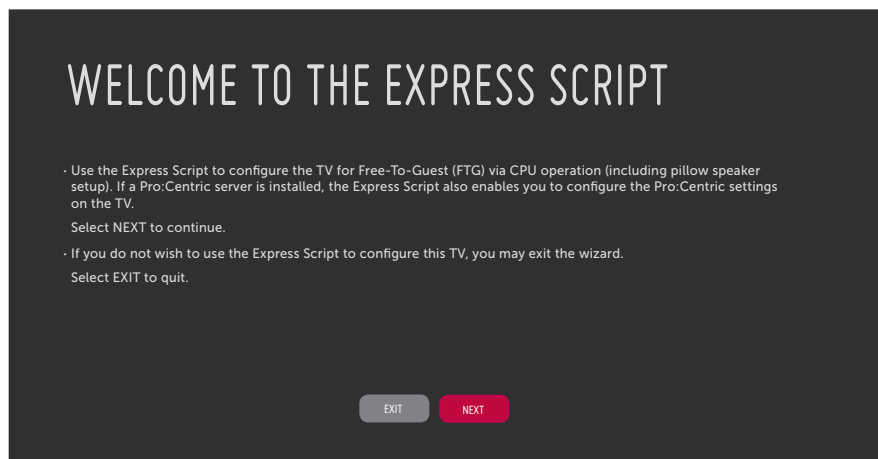 WELCOME TO THE EXPRESS SCRIPT
· Use the Express Script to configure the TV for Free-To-Guest (FTG) via CPU operation (including pillow speaker
setup). If a Pro:Centric server is installed, the Express Script also enables you to configure the Pro:Centric settings
on the TV.
Select NEXT to continue.
· If you do not wish to use the Express Script to configure this TV, you may exit the wizard.
Select EXIT to quit.
EXIT NEXT